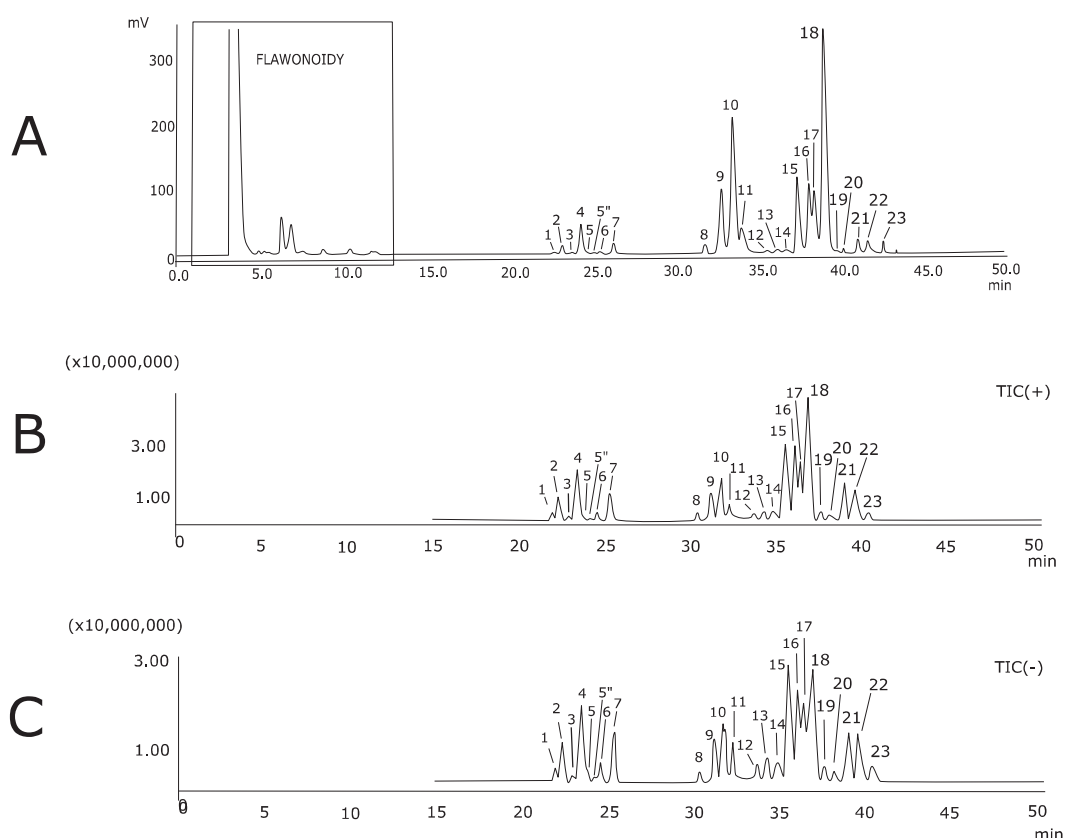 A
mV
300
200
100
0
FLAWONOIDY
1 2 3 4 5 5" 6 7 8 9 10 11 12 13 14 15 16 17 18 19 20 21 22 23
0.0 5.0 10.0 15.0 20.0 25.0 30.0 35.0 40.0 45.0 50.0
min
B
(x10,000,000)
TIC(+)
3.00
1.00
1 2 3 4 5 5" 6 7 8 9 10 11 12 13 14 15 16 17 18 19 20 21 22 23
0 5 10 15 20 25 30 35 40 45 50
min
C
(x10,000,000)
TIC(-)
3.00
1.00
1 2 3 4 5 5" 6 7 8 9 10 11 12 13 14 15 16 17 18 19 20 21 22 23
0 5 10 15 20 25 30 35 40 45 50
0
min